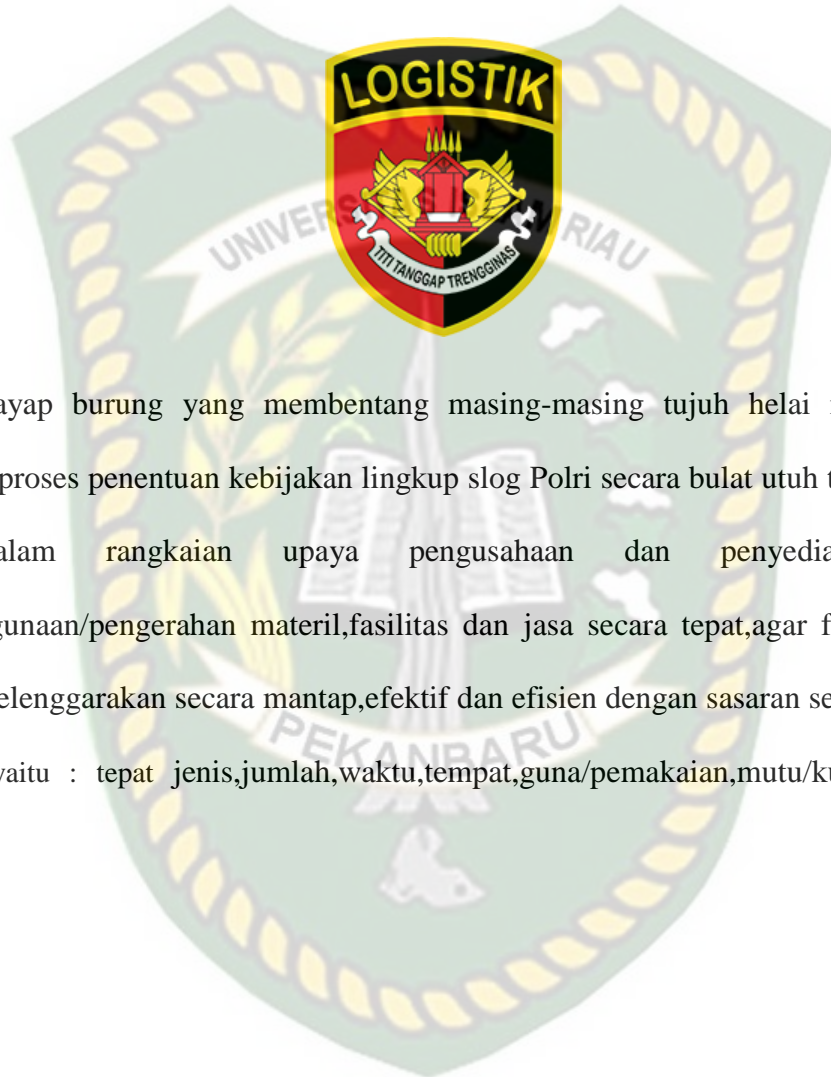 LOGISTIK
TITI TANGGAP TRENGGINAS
UNIVERSITAS ISLAM RIAU
ayap burung yang membentang masing-masing tujuh helai
proses penentuan kebijakan lingkup slog Polri secara bulat utuh
alam rangkaian upaya pengusahaan dan penyedia
gunaan/pengerahan materil,fasilitas dan jasa secara tepat,agar
elenggarakan secara mantap,efektif dan efisien dengan sasaran
yaitu : tepat jenis,jumlah,waktu,tempat,guna/pemakaian,mutu/ku
PEKANBARU